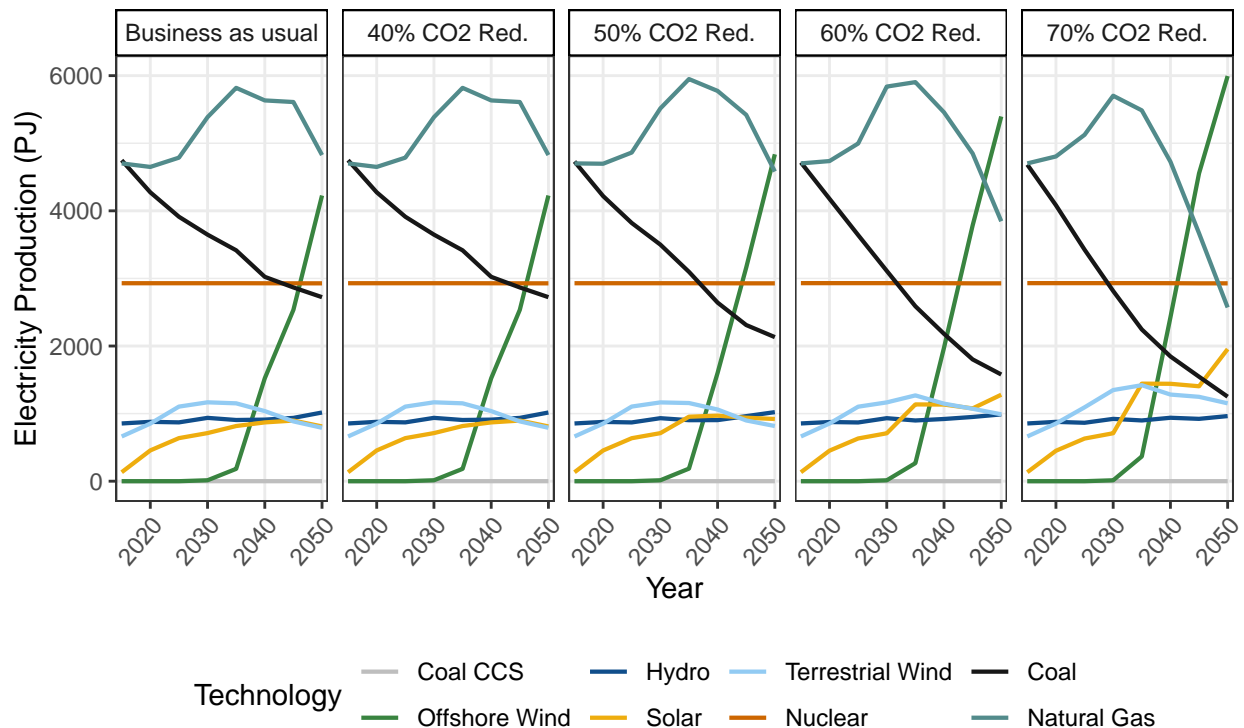 Business as usual
40% CO2 Red.
50% CO2 Red.
60% CO2 Red.
70% CO2 Red.
Electricity Production (PJ)
6000
4000
2000
0
2020 2030 2040 2050
2020 2030 2040 2050
2020 2030 2040 2050
2020 2030 2040 2050
2020 2030 2040 2050
Year
Technology
Coal CCS Hydro Terrestrial Wind Coal
Offshore Wind Solar Nuclear Natural Gas